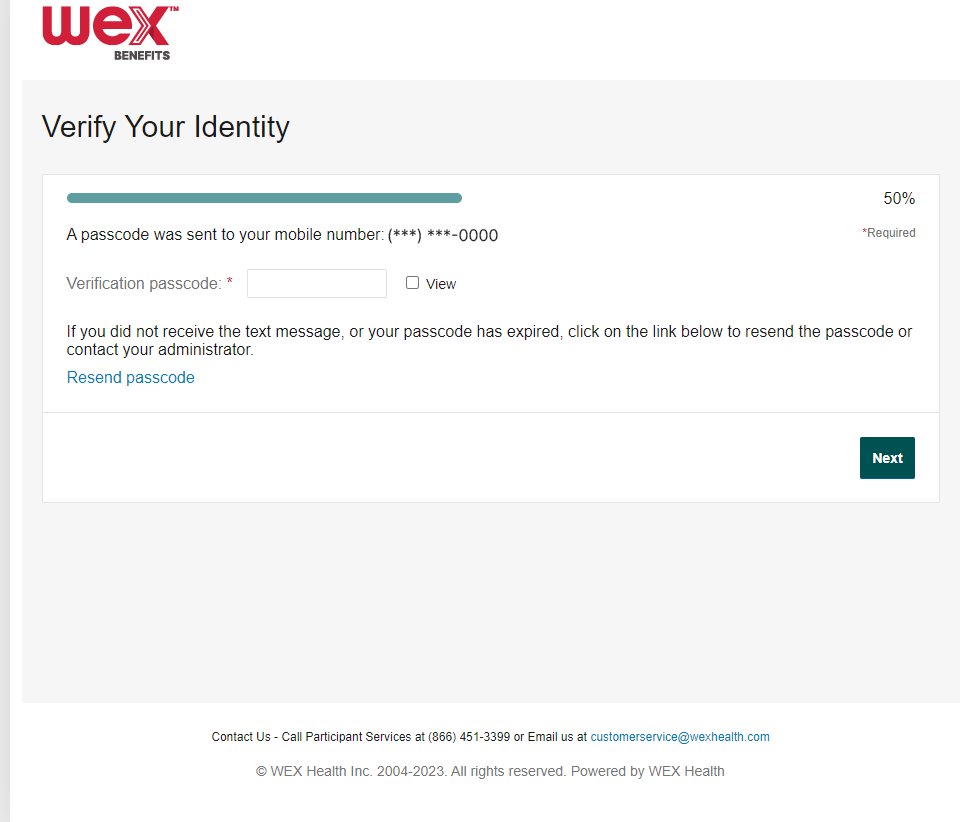 wex™
BENEFITS
Verify Your Identity
50%
A passcode was sent to your mobile number: (***) ***-0000
*Required
Verification passcode: *
View
If you did not receive the text message, or your passcode has expired, click on the link below to resend the passcode or
contact your administrator.
Resend passcode
Next
Contact Us - Call Participant Services at (866) 451-3399 or Email us at customerservice@wexhealth.com
© WEX Health Inc. 2004-2023. All rights reserved. Powered by WEX Health